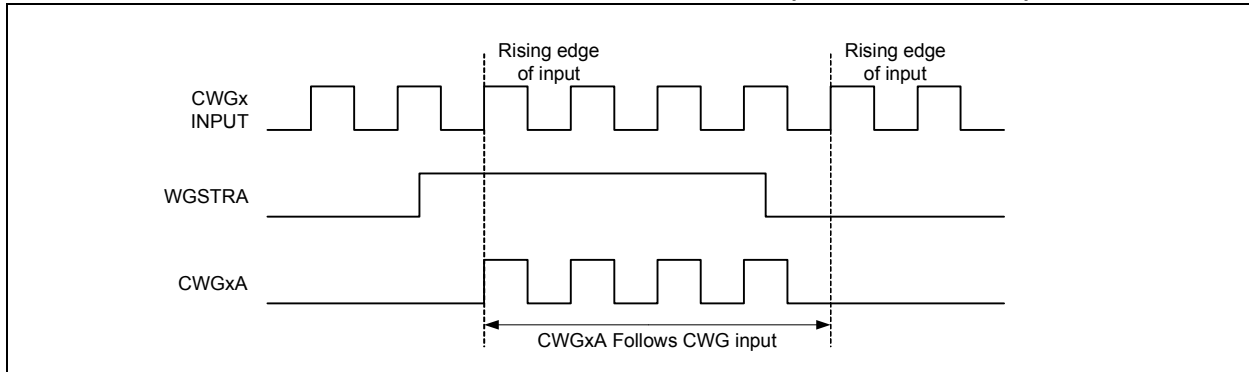 Rising edge
of input
Rising edge
of input
CWGx
INPUT
WGSTRA
CWGxA
CWGxA Follows CWG input